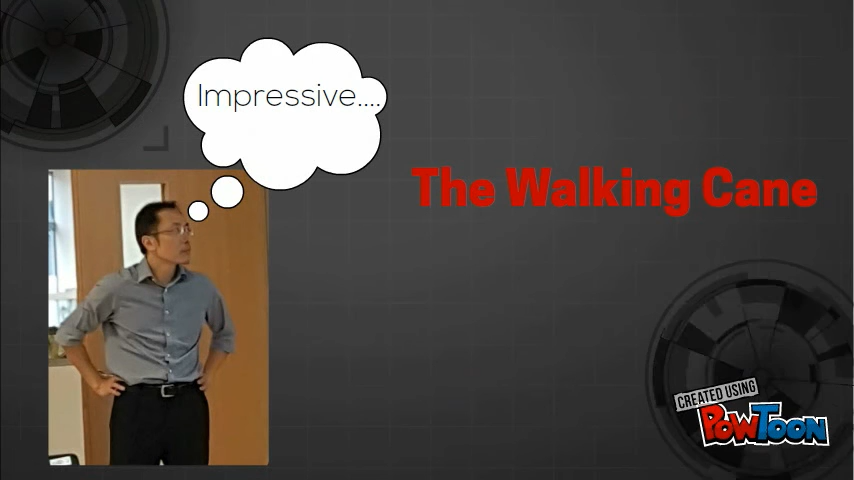 Impressive....
The Walking Cane
CREATED USING
POWTOON